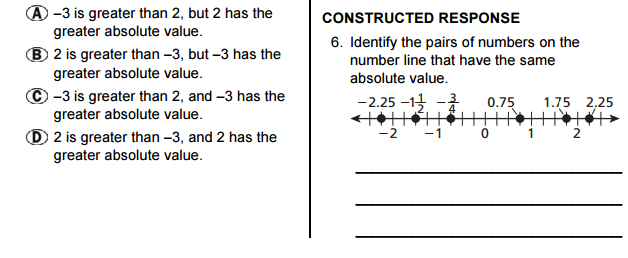 A –3 is greater than 2, but 2 has the
greater absolute value.
B 2 is greater than –3, but –3 has the
greater absolute value.
C –3 is greater than 2, and –3 has the
greater absolute value.
D 2 is greater than –3, and 2 has the
greater absolute value.
CONSTRUCTED RESPONSE
6. Identify the pairs of numbers on the
number line that have the same
absolute value.
–2.25 –1 1/2 – 3/4 0.75 1.75 2.25
–2 –1 0 1 2